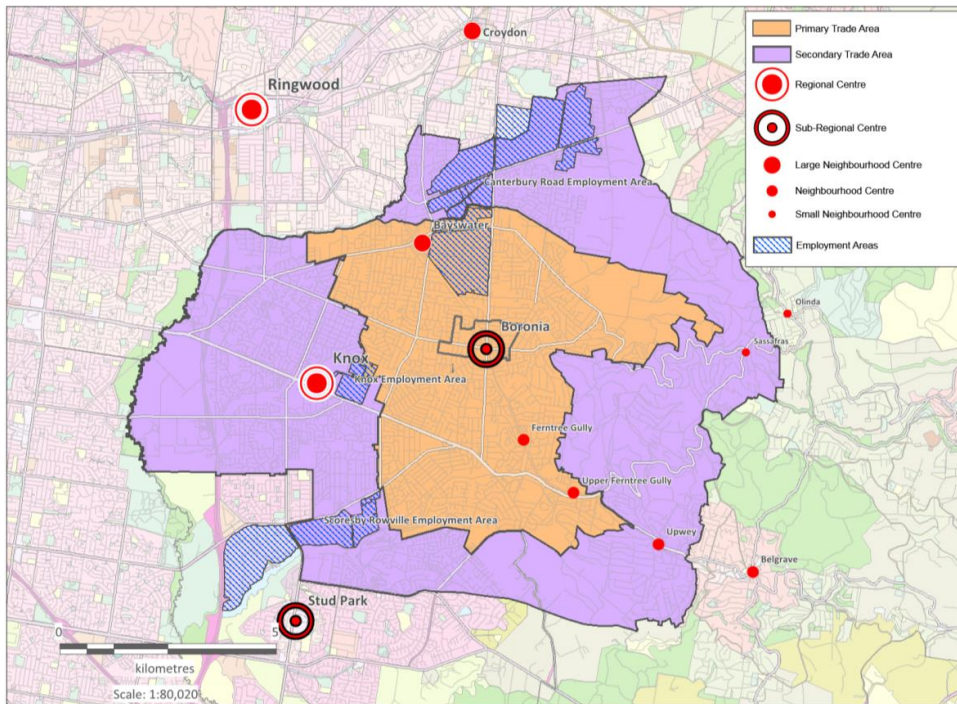 Croydon
Ringwood
Canterbury Road Employment Area
Bayswater
Boronia
Olinda
Sassafras
Knox
Knox Employment Area
Ferntree Gully
Upper Ferntree Gully
Scoresby-Rowville Employment Area
Upwey
Belgrave
Stud Park
0
5
kilometres
Scale: 1:80,020
Primary Trade Area
Secondary Trade Area
Regional Centre
Sub-Regional Centre
Large Neighbourhood Centre
Neighbourhood Centre
Small Neighbourhood Centre
Employment Areas